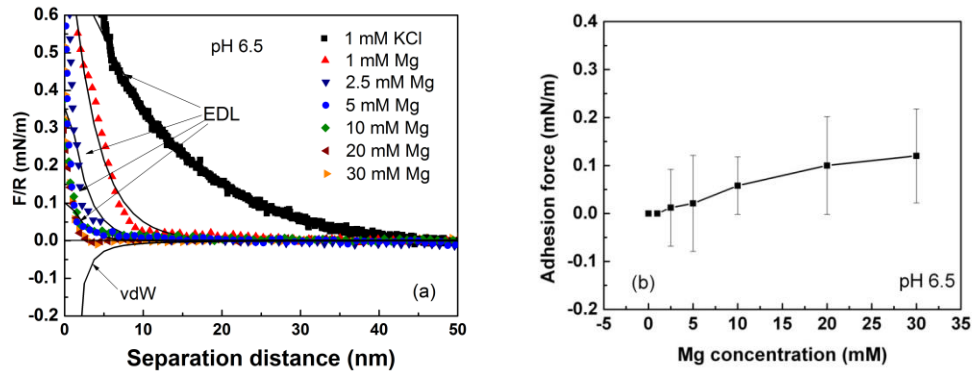 0.6
0.5
0.4
0.3
0.2
0.1
0.0
-0.1
-0.2
F/R (mN/m)
pH 6.5
1 mM KCl
1 mM Mg
2.5 mM Mg
5 mM Mg
10 mM Mg
20 mM Mg
30 mM Mg
EDL
vdW
(a)
0 10 20 30 40 50
Separation distance (nm)
0.4
0.3
0.2
0.1
0.0
0.1
0.2
Adhesion force (mN/m)
(b)
pH 6.5
-5 0 5 10 15 20 25 30 35
Mg concentration (mM)